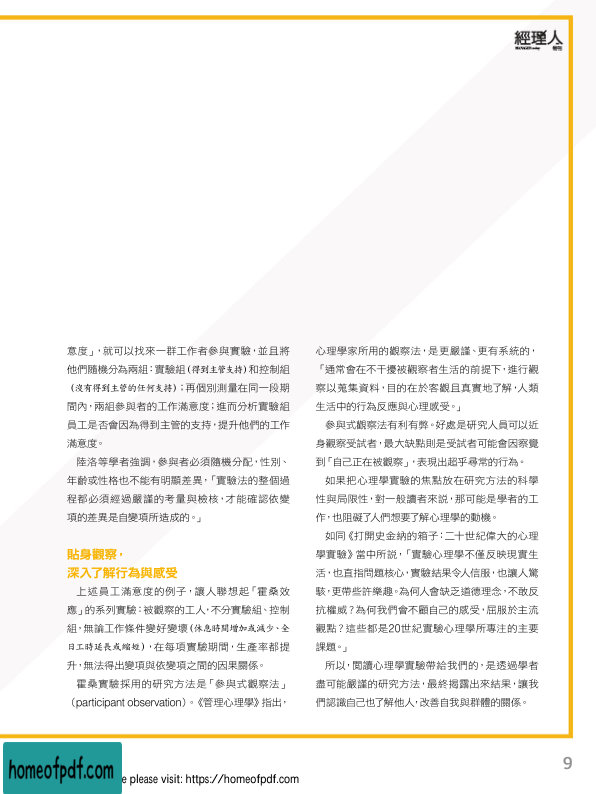 經理人
意度」，就可以找來一群工作者參與實驗，並且將
他們隨機分為兩組：實驗組(得到主管支持)和控制組
(沒有得到主管的任何支持)；再個別測量在同一段期
間內，兩組參與者的工作滿意度；進而分析實驗組
員工是否會因為得到主管的支持，提升他們的工作
滿意度。
陸洛等學者強調，參與者必須隨機分配，性別、
年齡或性格也不能有明顯差異，「實驗法的整個過
程都必須經過嚴謹的考量與檢核，才能確認依變
項的差異是自變項所造成的。」
貼身觀察，
深入了解行為與感受
上述員工滿意度的例子，讓人聯想起「霍桑效
應」的系列實驗：被觀察的工人，不分實驗組、控制
組，無論工作條件變好變壞(休息時間增加或減少、全
日工時延長或縮短)，在每項實驗期間，生產率都提
升，無法得出變項與依變項之間的因果關係。
霍桑實驗採用的研究方法是「參與式觀察法」
（participant observation）。《管理心理學》指出，
心理學家所用的觀察法，是更嚴謹、更有系統的，
「通常會在不干擾被觀察者生活的前提下，進行觀
察以蒐集資料，目的在於客觀且真實地了解，人類
生活中的行為反應與心理感受。」
參與式觀察法有利有弊。好處是研究人員可以近
身觀察受試者，最大缺點則是受試者可能會因察覺
到「自己正在被觀察」，表現出超乎尋常的行為。
如果把心理學實驗的焦點放在研究方法的科學
性與局限性，對一般讀者來說，那可能是學者的工
作，也阻礙了人們想要了解心理學的動機。
如同《打開史金納的箱子：二十世紀偉大的心理
學實驗》當中所說，「實驗心理學不僅反映現實生
活，也直指問題核心，實驗結果令人信服，也讓人驚
駭，更帶些許樂趣。為何人會缺乏道德理念，不敢反
抗權威？為何我們會不顧自己的感受，屈服於主流
觀點？這些都是20世紀實驗心理學所專注的主要
課題。」
所以，閱讀心理學實驗帶給我們的，是透過學者
盡可能嚴謹的研究方法，最終揭露出來結果，讓我
們認識自己也了解他人，改善自我與群體的關係。
9
homeofpdf.com
e please visit: https://homeofpdf.com